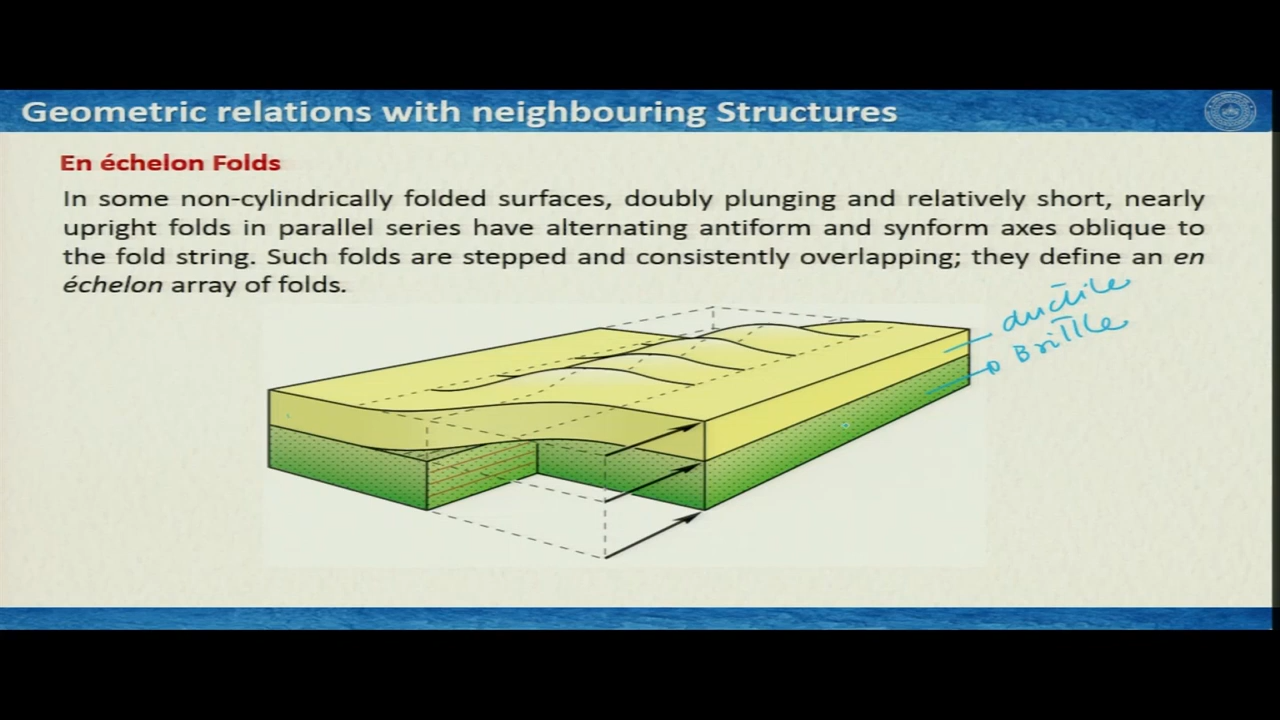 Geometric relations with neighbouring Structures
En échelon Folds
In some non-cylindrically folded surfaces, doubly plunging and relatively short, nearly
upright folds in parallel series have alternating antiform and synform axes oblique to
the fold string. Such folds are stepped and consistently overlapping; they define an en
échelon array of folds.
ductile
Brittle